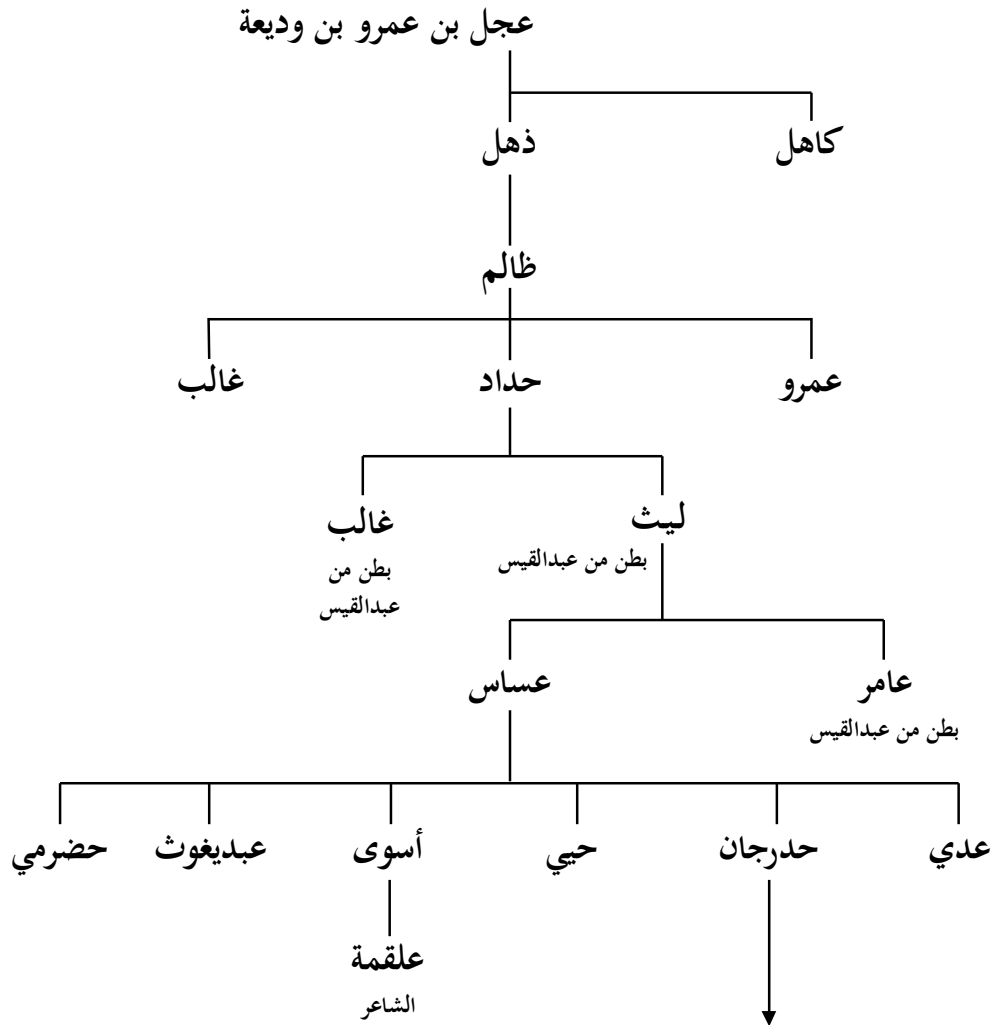 عجل بن عمرو بن وديعة
كاهل
ذهل
ظالم
عمرو
حداد
غالب
ليث
بطن من عبدالقيس
غالب
بطن من
عبدالقيس
عامر
بطن من عبدالقيس
عساس
عدي
حدرجان
حيي
أسوى
عبديغوث
حضرمي
علقمة
الشاعر